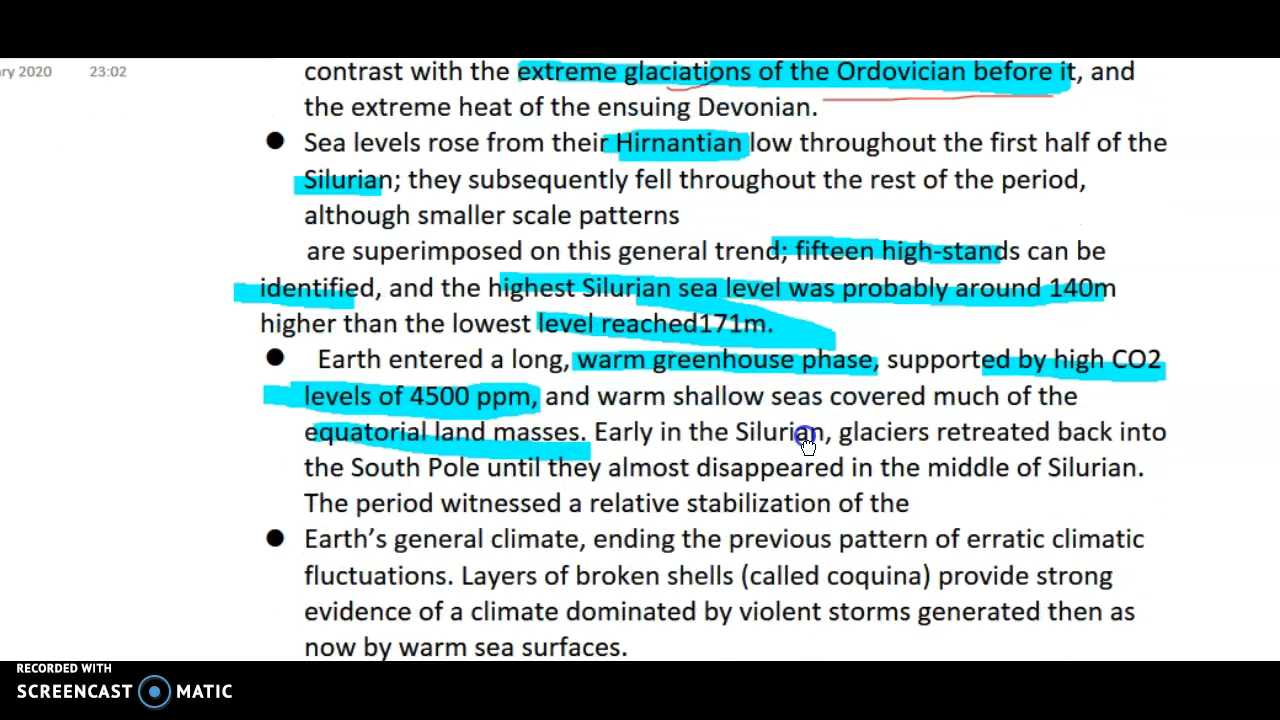 ry 2020 23:02
contrast with the extreme glaciations of the Ordovician before it, and
the extreme heat of the ensuing Devonian.
● Sea levels rose from their Hirnantian low throughout the first half of the
Silurian; they subsequently fell throughout the rest of the period,
although smaller scale patterns
are superimposed on this general trend; fifteen high-stands can be
identified, and the highest Silurian sea level was probably around 140m
higher than the lowest level reached171m.
● Earth entered a long, warm greenhouse phase, supported by high CO2
levels of 4500 ppm, and warm shallow seas covered much of the
equatorial land masses. Early in the Silurian, glaciers retreated back into
the South Pole until they almost disappeared in the middle of Silurian.
The period witnessed a relative stabilization of the
● Earth’s general climate, ending the previous pattern of erratic climatic
fluctuations. Layers of broken shells (called coquina) provide strong
evidence of a climate dominated by violent storms generated then as
now by warm sea surfaces.
RECORDED WITH
SCREENCAST MATIC